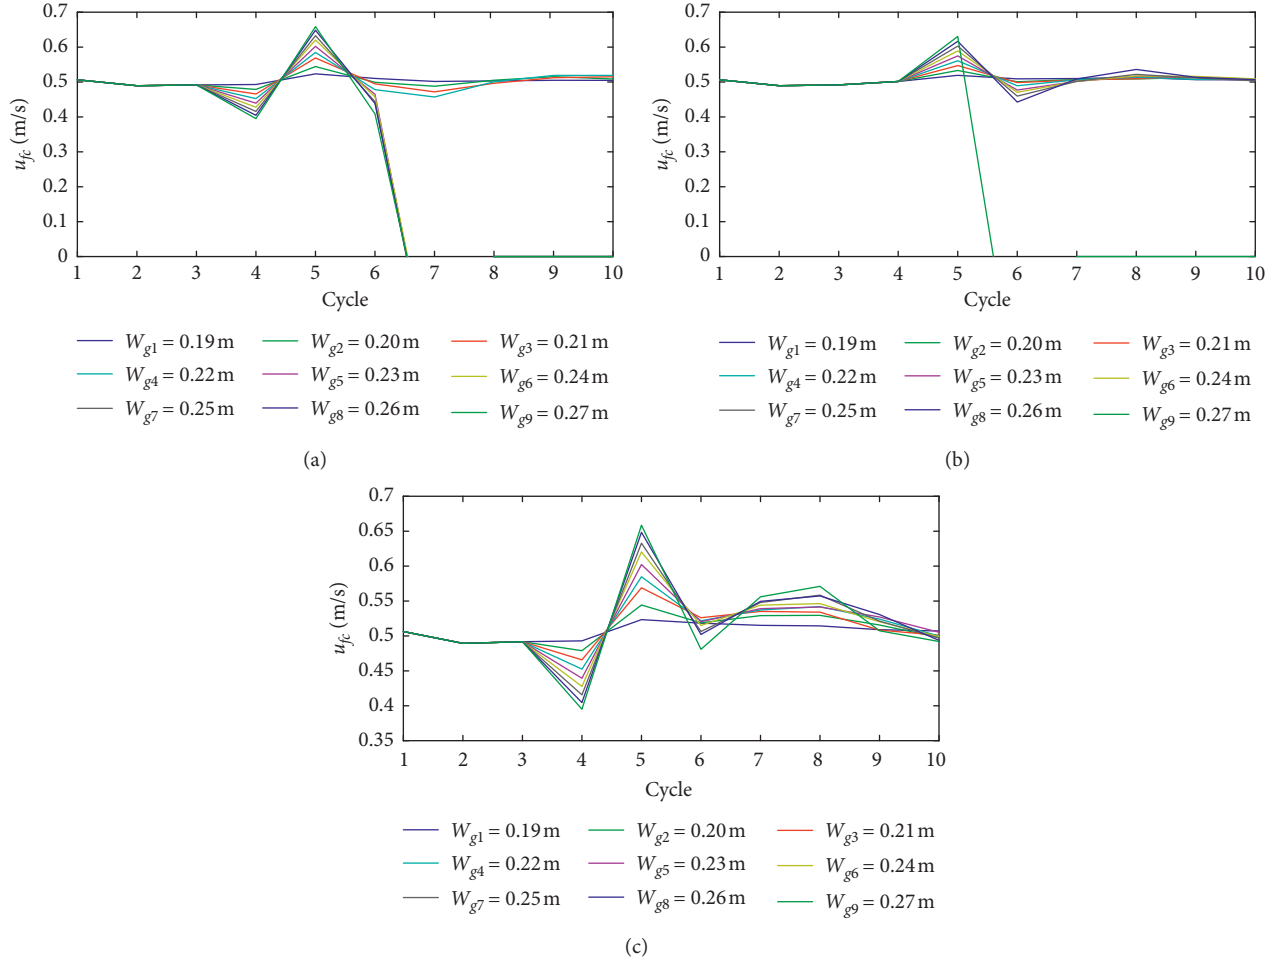 0.7
0.6
0.5
0.4
0.3
0.2
0.1
0
u_fc (m/s)
1 2 3 4 5 6 7 8 9 10
Cycle
W_g1 = 0.19 m W_g2 = 0.20 m W_g3 = 0.21 m
W_g4 = 0.22 m W_g5 = 0.23 m W_g6 = 0.24 m
W_g7 = 0.25 m W_g8 = 0.26 m W_g9 = 0.27 m
(a)
0.7
0.6
0.5
0.4
0.3
0.2
0.1
0
u_fc (m/s)
1 2 3 4 5 6 7 8 9 10
Cycle
W_g1 = 0.19 m W_g2 = 0.20 m W_g3 = 0.21 m
W_g4 = 0.22 m W_g5 = 0.23 m W_g6 = 0.24 m
W_g7 = 0.25 m W_g8 = 0.26 m W_g9 = 0.27 m
(b)
0.7
0.65
0.6
0.55
0.5
0.45
0.4
0.35
u_fc (m/s)
1 2 3 4 5 6 7 8 9 10
Cycle
W_g1 = 0.19 m W_g2 = 0.20 m W_g3 = 0.21 m
W_g4 = 0.22 m W_g5 = 0.23 m W_g6 = 0.24 m
W_g7 = 0.25 m W_g8 = 0.26 m W_g9 = 0.27 m
(c)